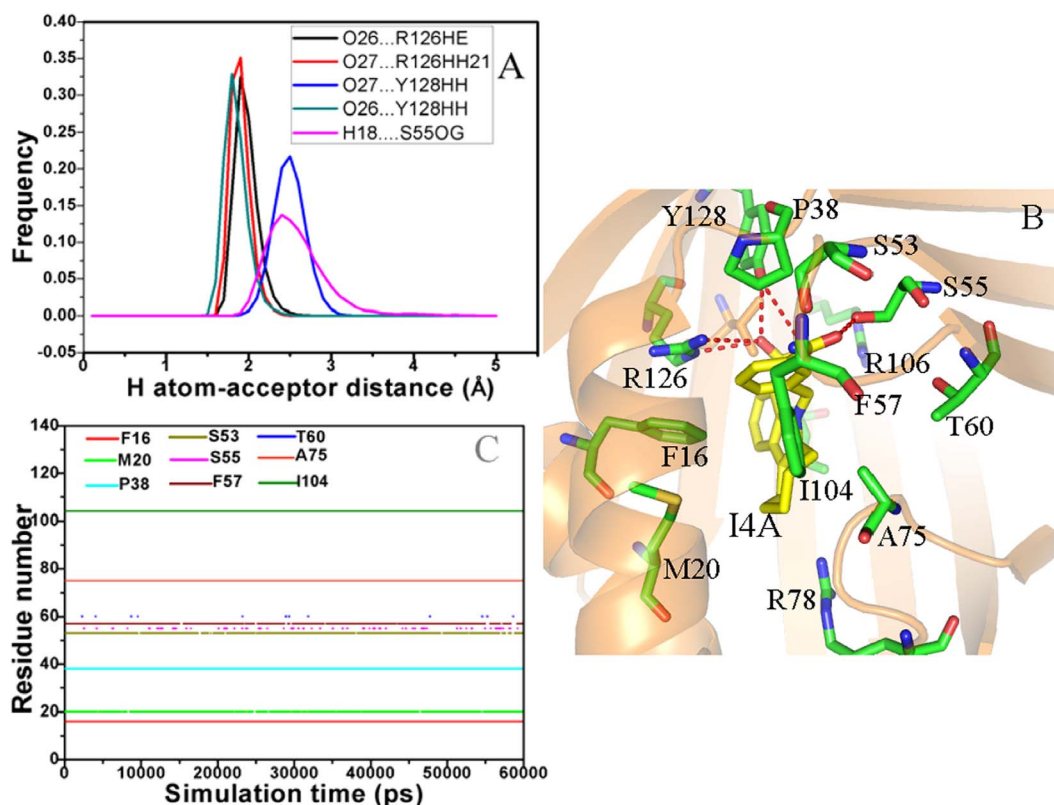 A
O26...R126HE
O27...R126HH21
O27...Y128HH
O26...Y128HH
H18....S55OG
0.40
0.35
0.30
0.25
0.20
0.15
0.10
0.05
0.00
-0.05
Frequency
0 1 2 3 4 5
H atom-acceptor distance (Å)
B
Y128 P38
S53
S55
R126
R106
F57
T60
F16
I104
I4A
A75
M20
R78
C
F16 S53 T60
M20 S55 A75
P38 F57 I104
140
120
100
80
60
40
20
0
Residue number
0 10000 20000 30000 40000 50000 60000
Simulation time (ps)